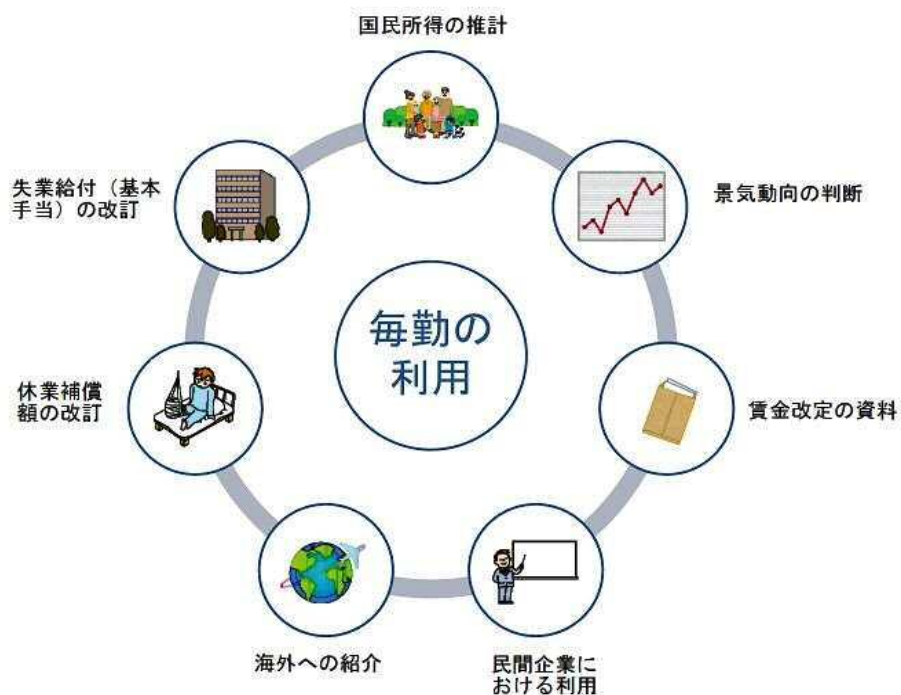 国民所得の推計
景気動向の判断
賃金改定の資料
民間企業に
おける利用
海外への紹介
休業補償
額の改訂
失業給付（基本
手当）の改訂
毎勤の
利用